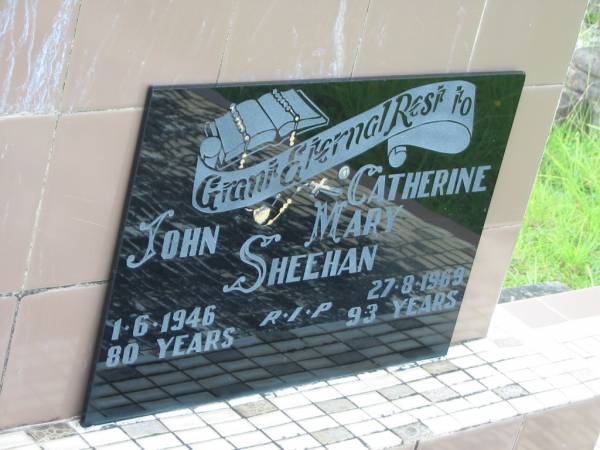 Grant Eternal Rest to
JOHN
CATHERINE
MARY
SHEEHAN
1·6·1946
80 YEARS
R·I·P
27·8·1969
93 YEARS